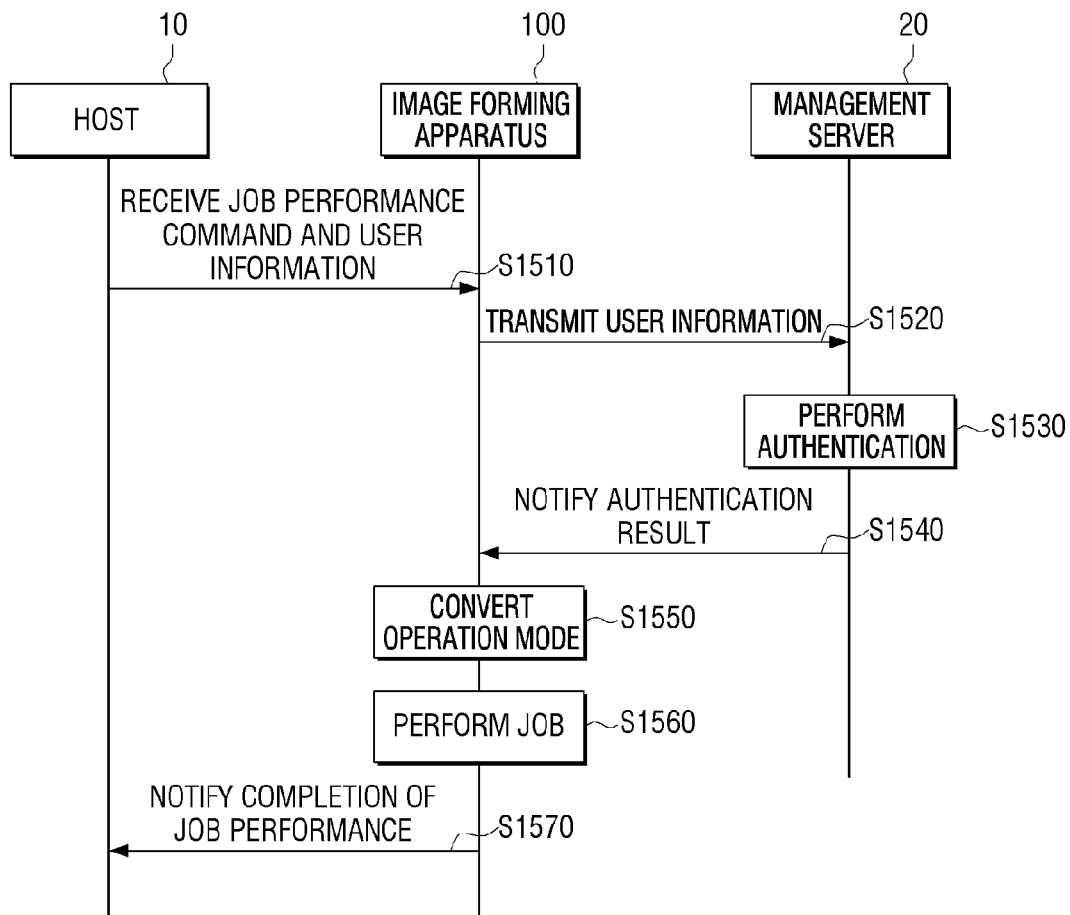 10
100
20
HOST
IMAGE FORMING
APPARATUS
MANAGEMENT
SERVER
RECEIVE JOB PERFORMANCE
COMMAND AND USER
INFORMATION
S1510
TRANSMIT USER INFORMATION
S1520
PERFORM
AUTHENTICATION
S1530
NOTIFY AUTHENTICATION
RESULT
S1540
CONVERT
OPERATION MODE
S1550
PERFORM JOB
S1560
NOTIFY COMPLETION OF
JOB PERFORMANCE
S1570